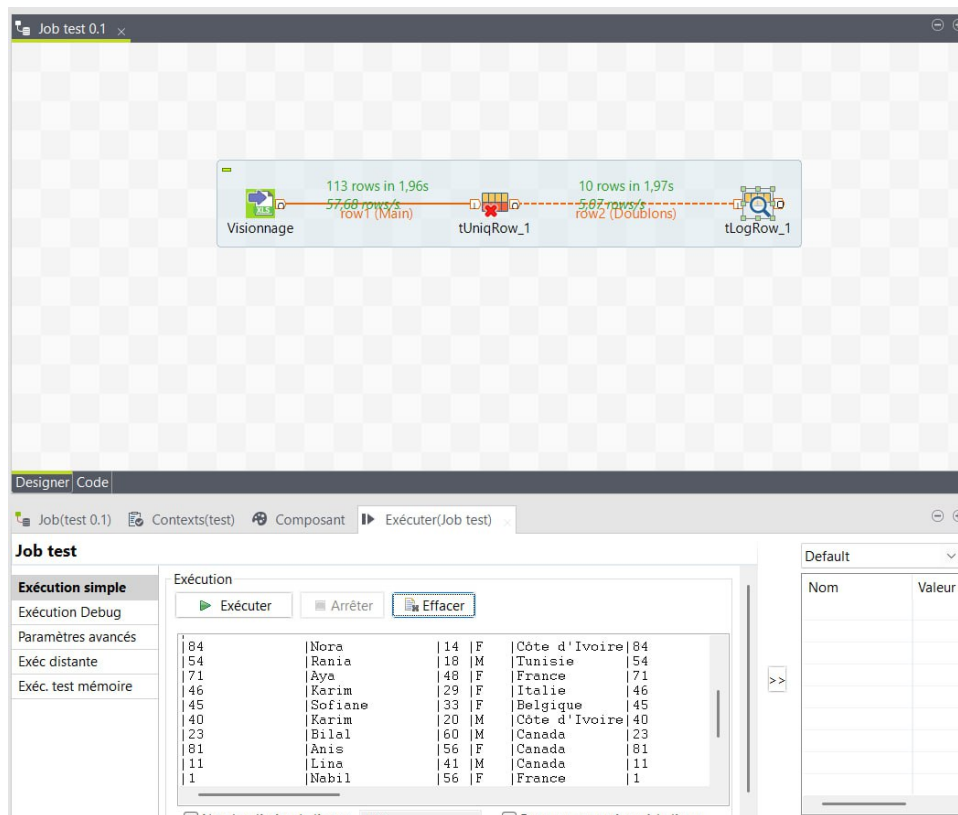 Job test 0.1
113 rows in 1,96s
57,68 rows/s
row1 (Main)
10 rows in 1,97s
5,07 rows/s
row2 (Doublons)
XLS
Visionnage
tUniqRow_1
tLogRow_1
Designer Code
Job(test 0.1) Contexts(test) Composant Exécuter(Job test)
Job test
Default
Exécution simple
Exécution Debug
Paramètres avancés
Exéc distante
Exéc. test mémoire
Exécution
Exécuter Arrêter Effacer
Nom Valeur
|84 |Nora |14 |F |Côte d'Ivoire|84
|54 |Rania |18 |M |Tunisie |54
|71 |Aya |48 |F |France |71
|46 |Karim |29 |F |Italie |46
|45 |Sofiane |33 |F |Belgique |45
|40 |Karim |20 |M |Côte d'Ivoire|40
|23 |Bilal |60 |M |Canada |23
|81 |Anis |56 |F |Canada |81
|11 |Lina |41 |M |Canada |11
|1 |Nabil |56 |F |France |1
>>